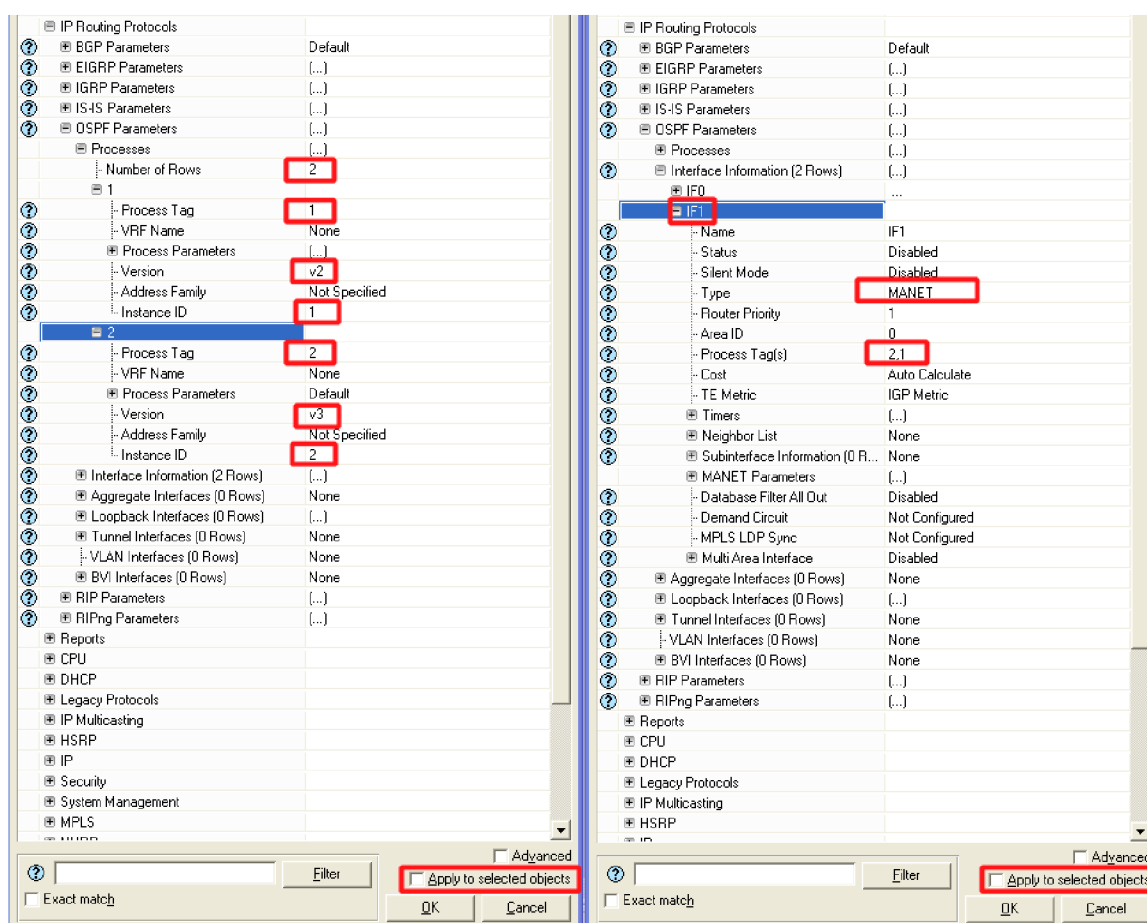 IP Routing Protocols
BGP Parameters Default
EIGRP Parameters (...)
IGRP Parameters (...)
IS-IS Parameters (...)
OSPF Parameters (...)
Processes (...)
Number of Rows 2
1
Process Tag 1
VRF Name None
Process Parameters (...)
Version v2
Address Family Not Specified
Instance ID 1
2
Process Tag 2
VRF Name None
Process Parameters Default
Version v3
Address Family Not Specified
Instance ID 2
Interface Information (2 Rows) (...)
Aggregate Interfaces (0 Rows) None
Loopback Interfaces (0 Rows) (...)
Tunnel Interfaces (0 Rows) None
VLAN Interfaces (0 Rows) None
BVI Interfaces (0 Rows) None
RIP Parameters (...)
RIPng Parameters (...)
Reports
CPU
DHCP
Legacy Protocols
IP Multicasting
HSRP
IP
Security
System Management
MPLS
Advanced
Filter
Apply to selected objects
Exact match
OK Cancel
IP Routing Protocols
BGP Parameters Default
EIGRP Parameters (...)
IGRP Parameters (...)
IS-IS Parameters (...)
OSPF Parameters (...)
Processes (...)
Interface Information (2 Rows) (...)
IF0 ...
IF1
Name IF1
Status Disabled
Silent Mode Disabled
Type MANET
Router Priority 1
Area ID 0
Process Tag(s) 2,1
Cost Auto Calculate
TE Metric IGP Metric
Timers (...)
Neighbor List None
Subinterface Information (0 R... None
MANET Parameters (...)
Database Filter All Out Disabled
Demand Circuit Not Configured
MPLS LDP Sync Not Configured
Multi Area Interface Disabled
Aggregate Interfaces (0 Rows) None
Loopback Interfaces (0 Rows) (...)
Tunnel Interfaces (0 Rows) None
VLAN Interfaces (0 Rows) None
BVI Interfaces (0 Rows) None
RIP Parameters (...)
RIPng Parameters (...)
Reports
CPU
DHCP
Legacy Protocols
IP Multicasting
HSRP
Advanced
Filter
Apply to selected objects
Exact match
OK Cancel